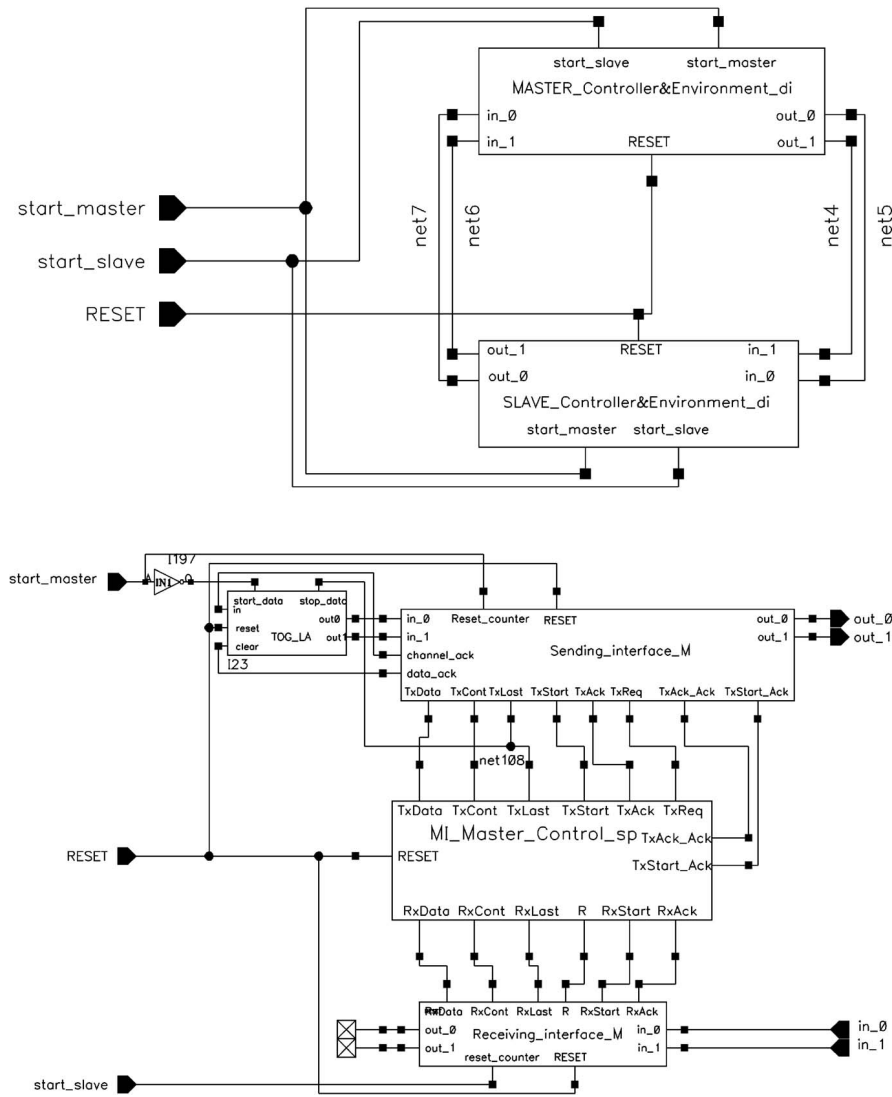 start_slave start_master
MASTER_Controller&Environment_di
in_0 out_0
in_1 RESET out_1
start_master
start_slave
RESET
net7
net6
net4
net5
out_1 RESET in_1
out_0 in_0
SLAVE_Controller&Environment_di
start_master start_slave
I197
start_master A IN1 Q
start_data stop_data
in out0
reset TOG_LA out1
clear
I23
Reset_counter RESET
in_0 out_0 out_0
in_1 out_1 out_1
channel_ack Sending_interface_M
data_ack
TxData TxCont TxLast TxStart TxAck TxReq TxAck_Ack TxStart_Ack
net108
TxData TxCont TxLast TxStart TxAck TxReq
MI_Master_Control_sp TxAck_Ack
RESET RESET TxStart_Ack
RxData RxCont RxLast R RxStart RxAck
RxData RxCont RxLast R RxStart RxAck
out_0 in_0 in_0
Receiving_interface_M
out_1 in_1 in_1
reset_counter RESET
start_slave